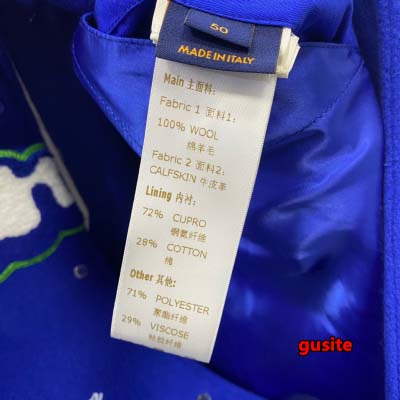 50
MADE IN ITALY
Main 主面料:
Fabric 1 面料1:
100% WOOL
绵羊毛
Fabric 2 面料2:
CALFSKIN 牛皮革
Lining 内衬:
72% CUPRO
铜氨纤维
28% COTTON
棉
Other 其他:
71% POLYESTER
聚酯纤维
29% VISCOSE
粘胶纤维
gusite